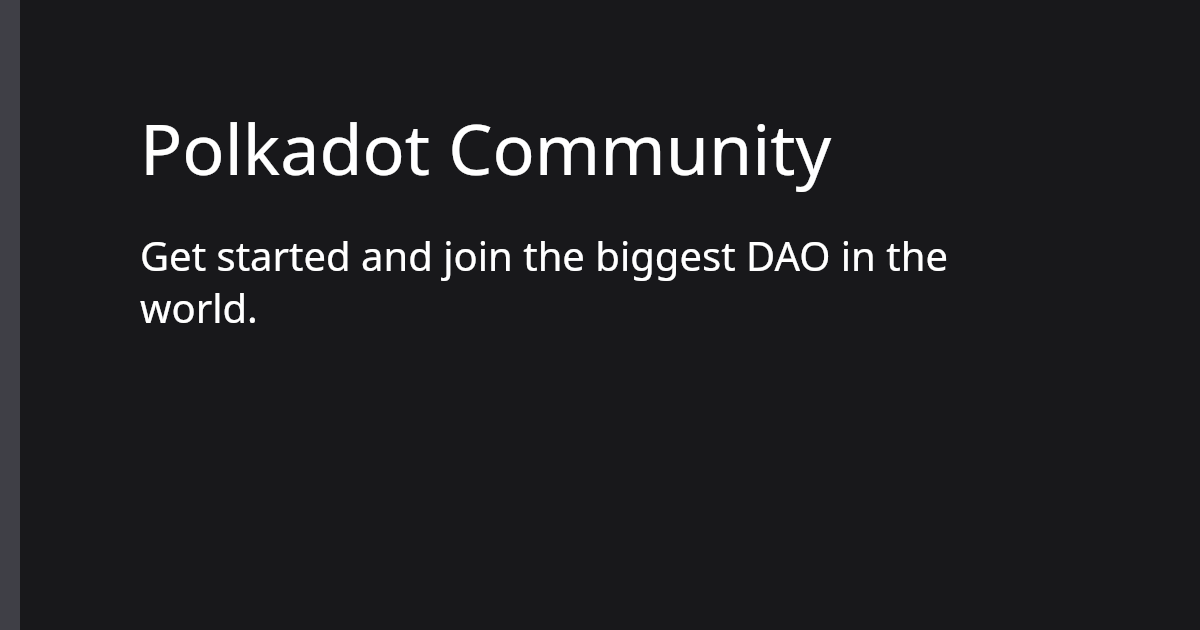 Polkadot Community
Get started and join the biggest DAO in the
world.